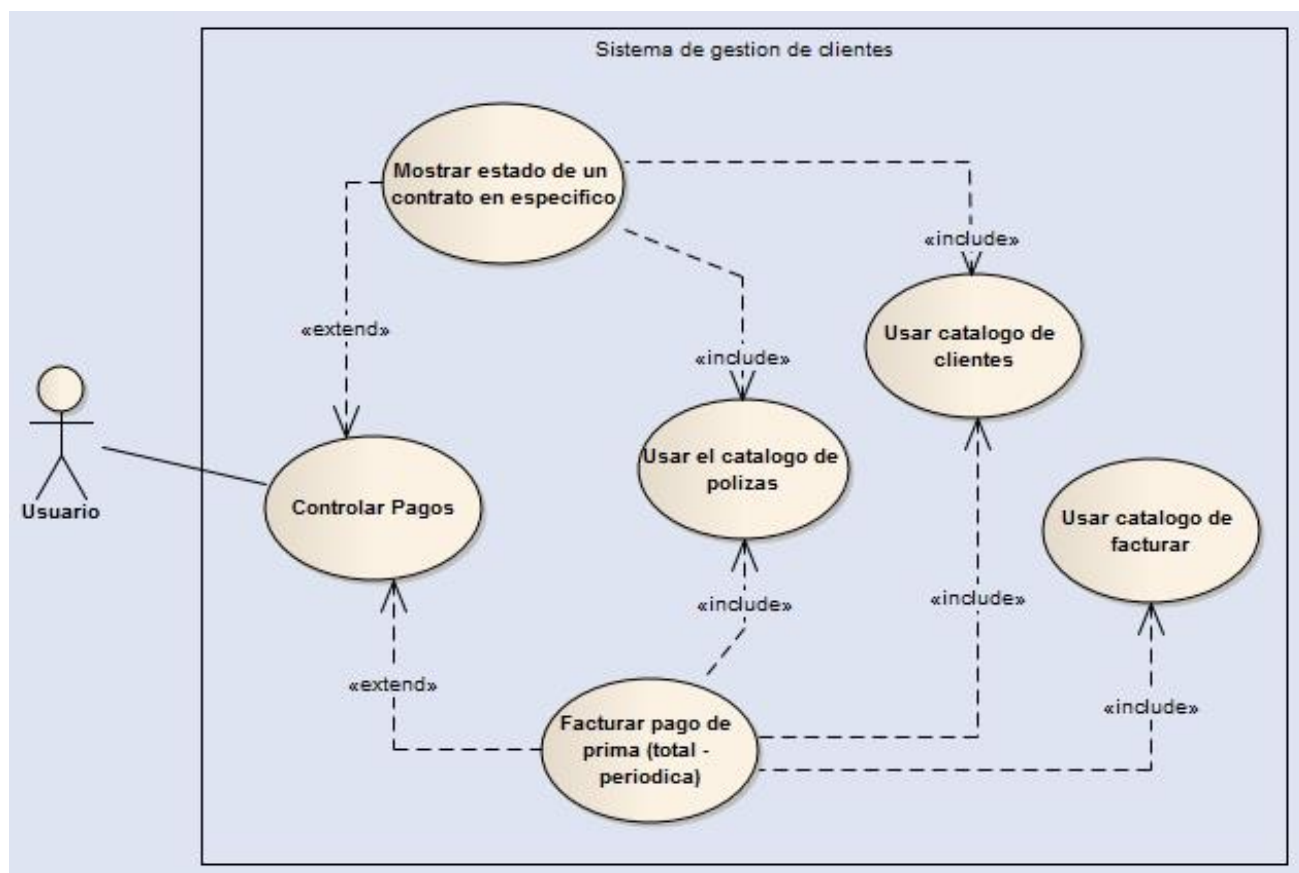 Sistema de gestion de clientes
Mostrar estado de un
contrato en especifico
«include»
«extend»
«include»
Usar catalogo de
clientes
Usar el catalogo de
polizas
Controlar Pagos
Usuario
Usar catalogo de
facturar
«include»
«include»
«extend»
«include»
Facturar pago de
prima (total -
periodica)